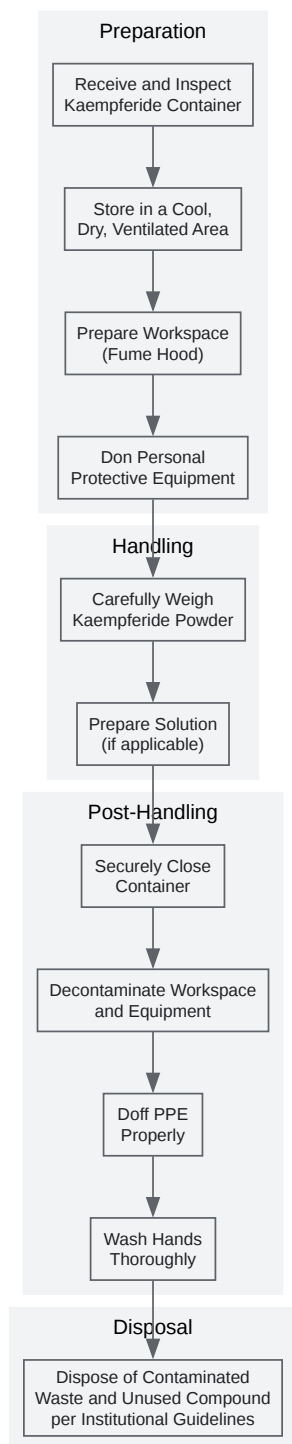 Preparation
Receive and Inspect
Kaempferide Container
Store in a Cool,
Dry, Ventilated Area
Prepare Workspace
(Fume Hood)
Don Personal
Protective Equipment
Handling
Carefully Weigh
Kaempferide Powder
Prepare Solution
(if applicable)
Post-Handling
Securely Close
Container
Decontaminate Workspace
and Equipment
Doff PPE
Properly
Wash Hands
Thoroughly
Disposal
Dispose of Contaminated
Waste and Unused Compound
per Institutional Guidelines